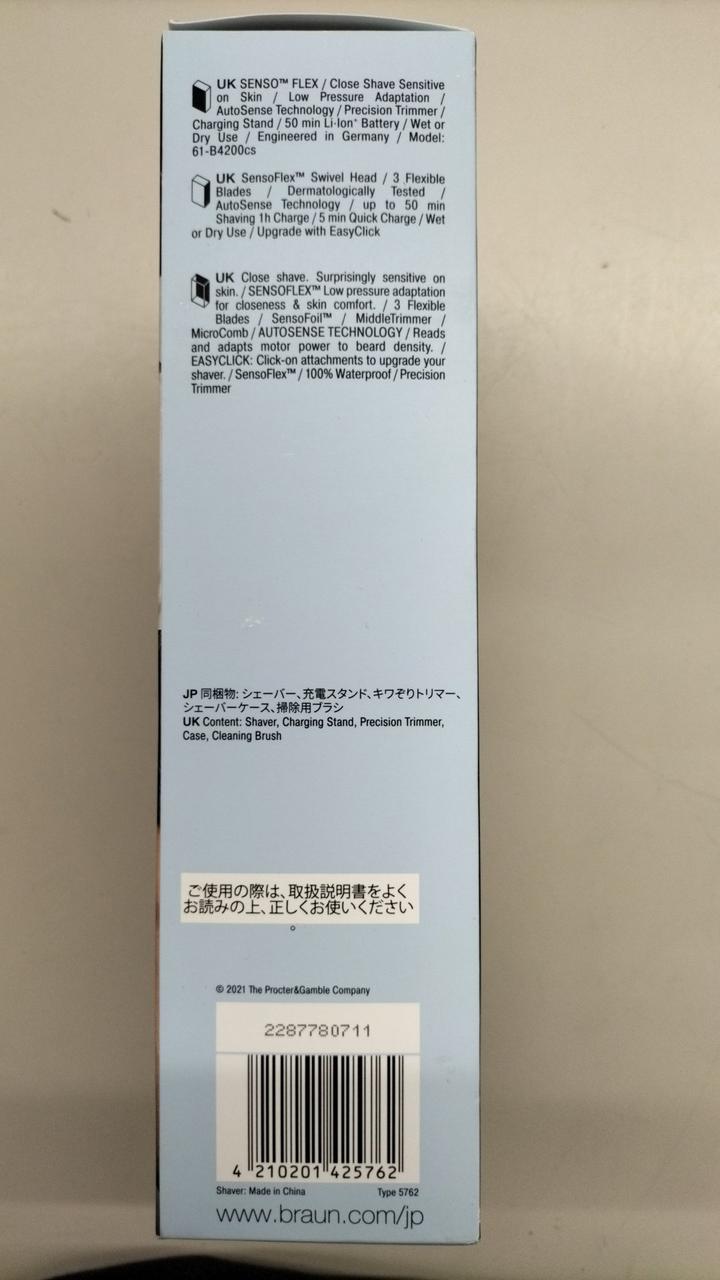 UK SENSO™ FLEX / Close Shave Sensitive
on Skin / Low Pressure Adaptation /
AutoSense Technology / Precision Trimmer /
Charging Stand / 50 min Li-Ion⁺ Battery / Wet or
Dry Use / Engineered in Germany / Model:
61-B4200cs
UK SensoFlex™ Swivel Head / 3 Flexible
Blades / Dermatologically Tested /
AutoSense Technology / up to 50 min
Shaving 1h Charge / 5 min Quick Charge / Wet
or Dry Use / Upgrade with EasyClick
UK Close shave. Surprisingly sensitive on
skin. / SENSOFLEX™ Low pressure adaptation
for closeness & skin comfort. / 3 Flexible
Blades / SensoFoil™ / MiddleTrimmer /
MicroComb / AUTOSENSE TECHNOLOGY / Reads
and adapts motor power to beard density. /
EASYCLICK: Click-on attachments to upgrade your
shaver. / SensoFlex™ / 100% Waterproof / Precision
Trimmer
JP 同梱物: シェーバー、充電スタンド、キワぞりトリマー、
シェーバーケース、掃除用ブラシ
UK Content: Shaver, Charging Stand, Precision Trimmer,
Case, Cleaning Brush
ご使用の際は、取扱説明書をよく
お読みの上、正しくお使いください
。
© 2021 The Procter&Gamble Company
2287780711
4 210201 425762
Shaver: Made in China Type 5762
www.braun.com/jp